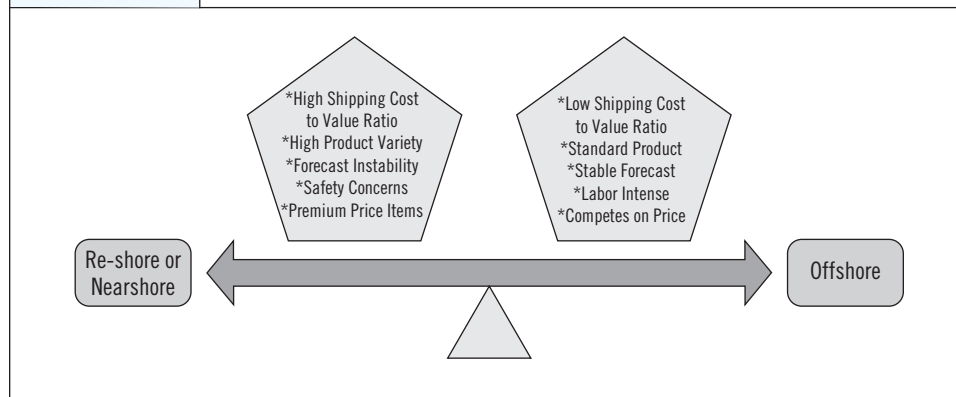 *High Shipping Cost
to Value Ratio
*High Product Variety
*Forecast Instability
*Safety Concerns
*Premium Price Items
*Low Shipping Cost
to Value Ratio
*Standard Product
*Stable Forecast
*Labor Intense
*Competes on Price
Re-shore or
Nearshore
Offshore